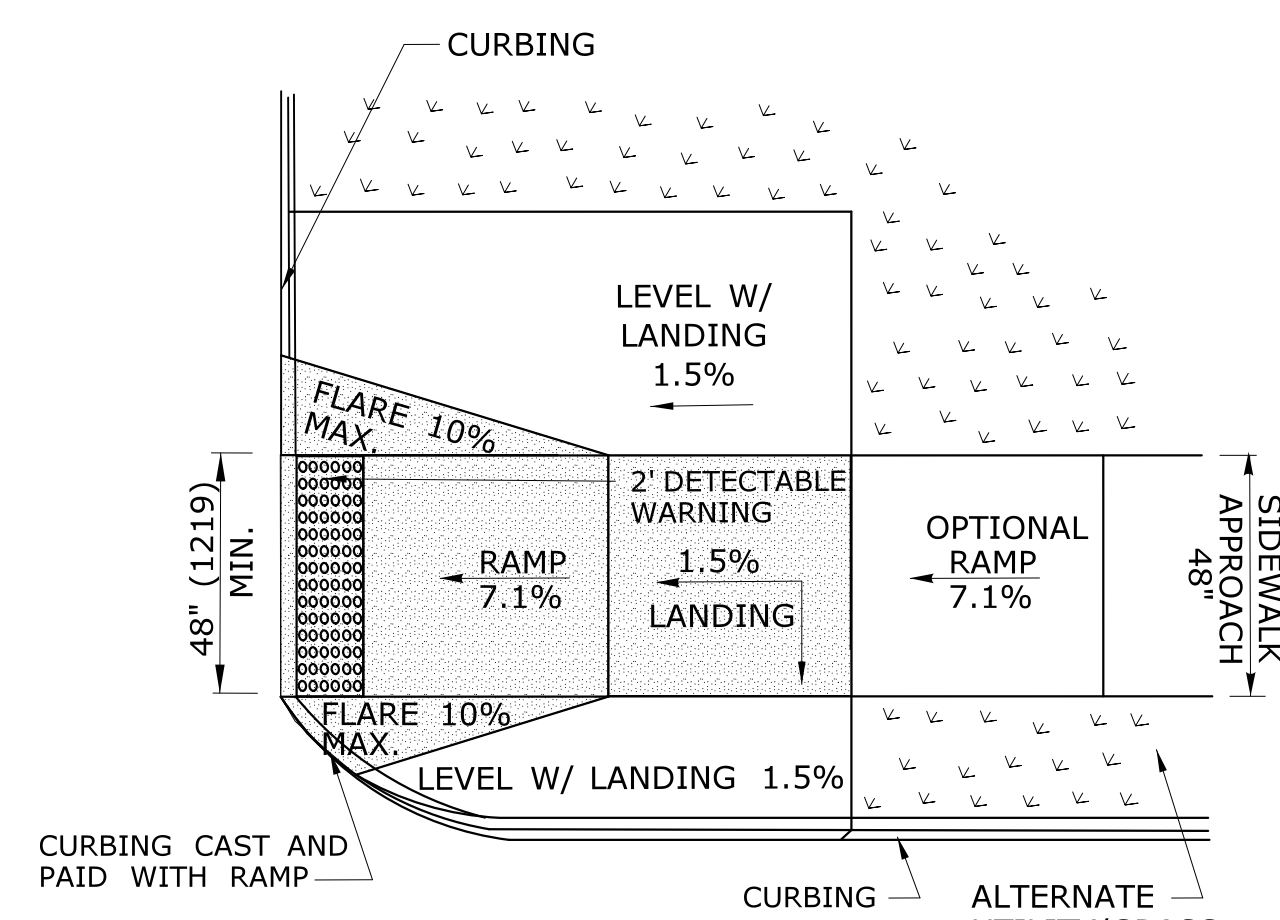 CURBING
LEVEL W/
LANDING
1.5%
FLARE 10%
MAX.
2' DETECTABLE
WARNING
48" (1219)
MIN.
RAMP
7.1%
1.5%
LANDING
OPTIONAL
RAMP
7.1%
SIDEWALK
APPROACH
48"
FLARE 10%
MAX.
LEVEL W/ LANDING 1.5%
CURBING CAST AND
PAID WITH RAMP
CURBING
ALTERNATE